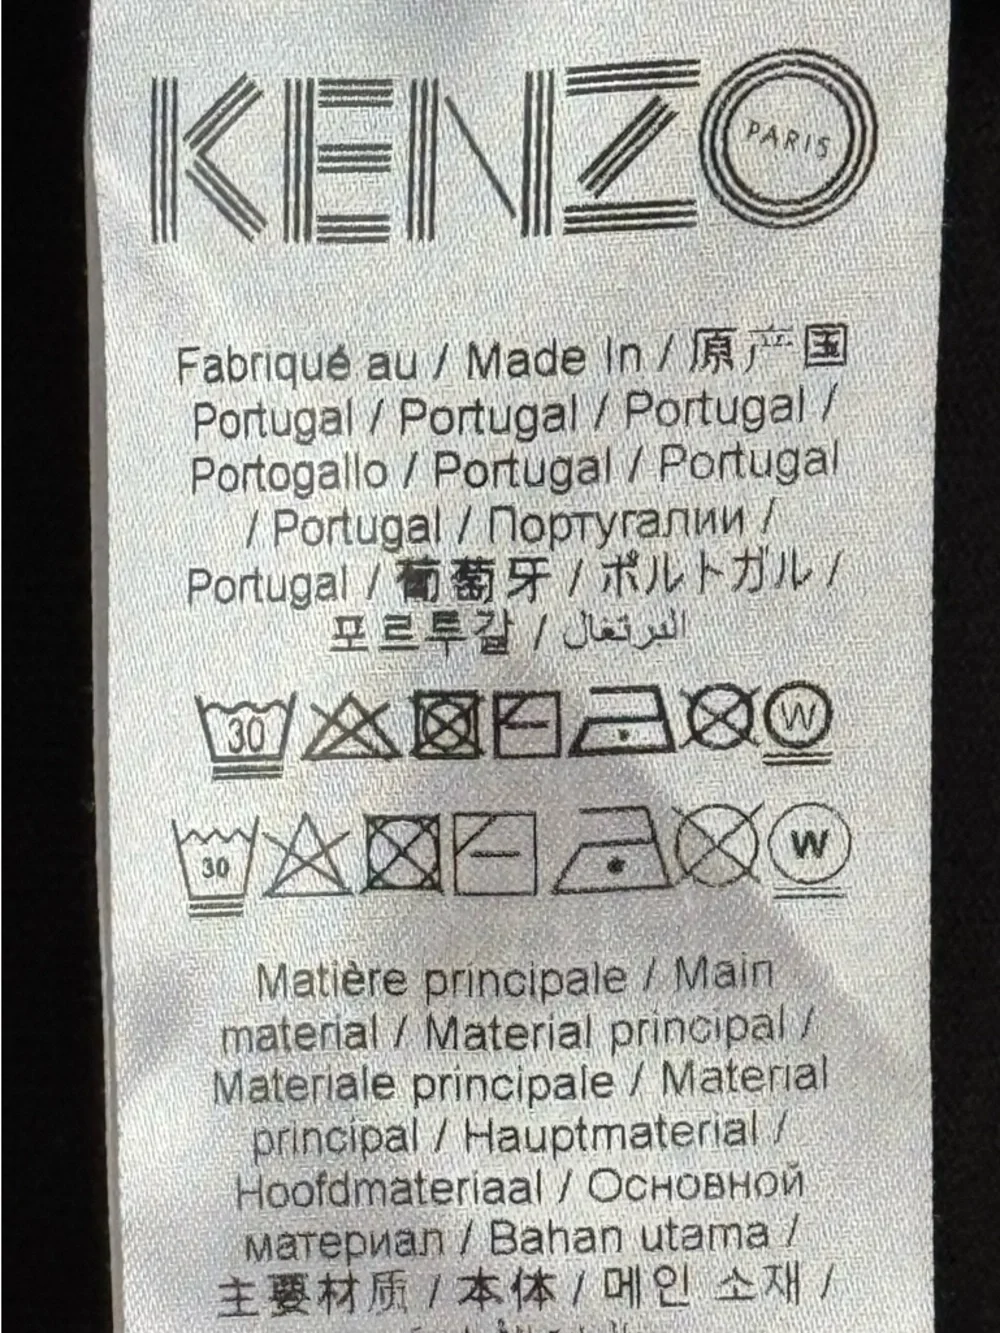 KENZO
PARIS
Fabriqué au / Made In / 原产国
Portugal / Portugal / Portugal /
Portogallo / Portugal / Portugal
/ Portugal / Португалии /
Portugal / 葡萄牙 / ポルトガル /
포르투갈 / البرتغال
30 W
30 W
Matière principale / Main
material / Material principal /
Materiale principale / Material
principal / Hauptmaterial /
Hoofdmateriaal / Основной
материал / Bahan utama /
主要材质 / 本体 / 메인 소재 /